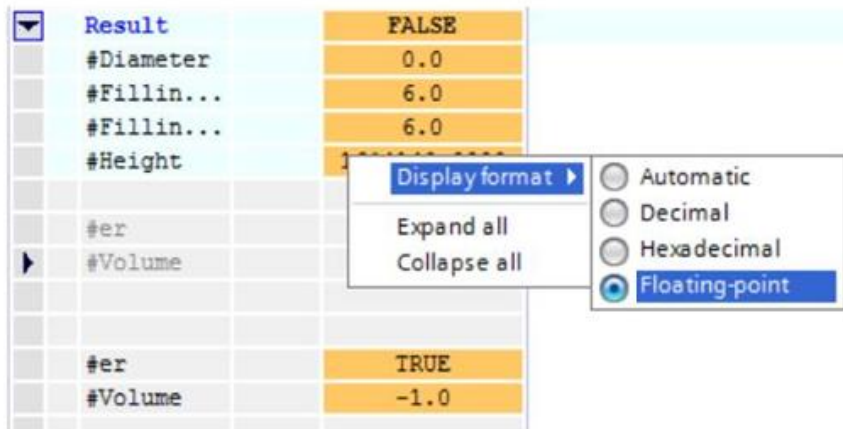 Result FALSE
#Diameter 0.0
#Fillin... 6.0
#Fillin... 6.0
#Height
Display format
Automatic
Decimal
Hexadecimal
Floating-point
Expand all
Collapse all
#er
#Volume
#er TRUE
#Volume -1.0